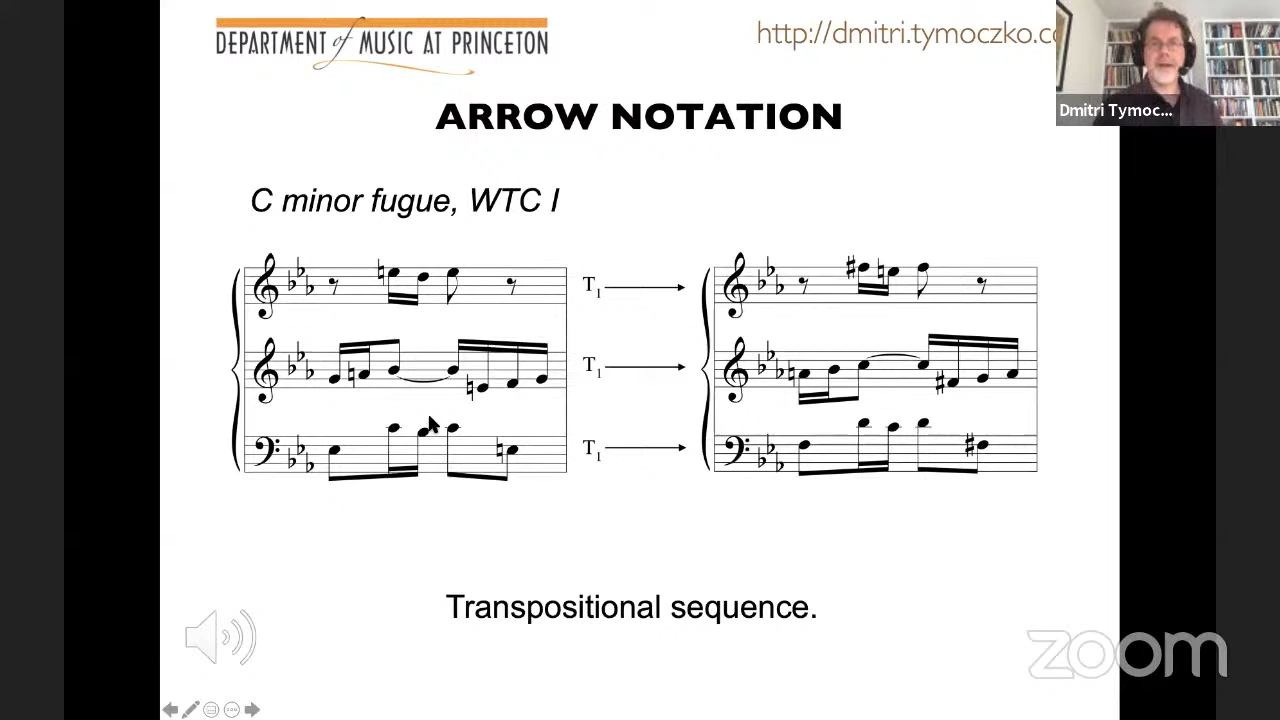 DEPARTMENT of MUSIC AT PRINCETON
http://dmitri.tymoczko.co
Dmitri Tymoc...
ARROW NOTATION
C minor fugue, WTC I
T1
T1
T1
Transpositional sequence.
zoom